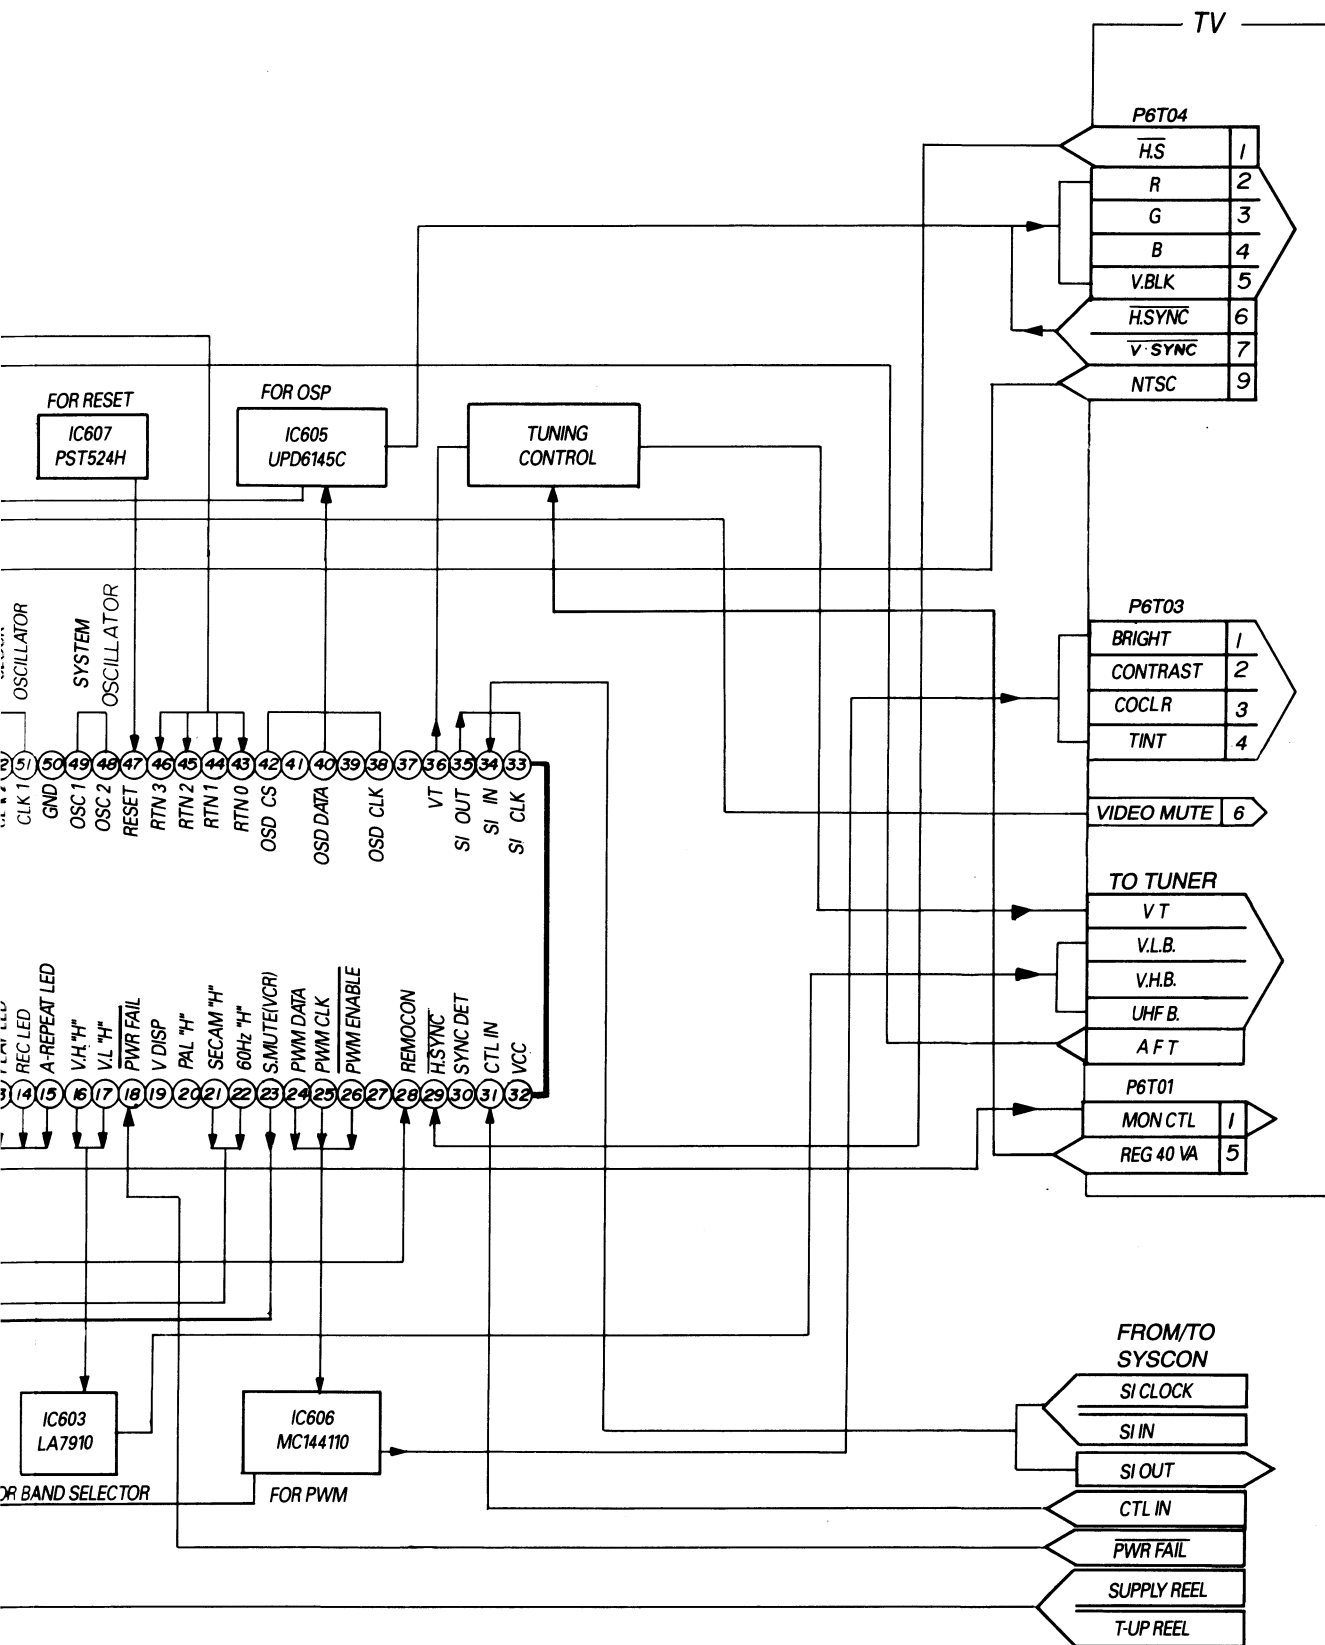 TV
P6T04
H.S 1
R 2
G 3
B 4
V.BLK 5
H.SYNC 6
V·SYNC 7
NTSC 9
FOR RESET
IC607
PST524H
FOR OSP
IC605
UPD6145C
TUNING
CONTROL
OSCILLATOR
SYSTEM
OSCILLATOR
P6T03
BRIGHT 1
CONTRAST 2
COCLR 3
TINT 4
51 50 49 48 47 46 45 44 43 42 41 40 39 38 37 36 35 34 33
CLK 1
GND
OSC 1
OSC 2
RESET
RTN 3
RTN 2
RTN 1
RTN 0
OSD CS
OSD DATA
OSD CLK
VT
SI OUT
SI IN
SI CLK
VIDEO MUTE 6
TO TUNER
V T
V.L.B.
V.H.B.
UHF B.
A F T
REC LED
A-REPEAT LED
V.H."H"
V.L "H"
PWR FAIL
V DISP
PAL "H"
SECAM "H"
60Hz "H"
S.MUTE(VCR)
PWM DATA
PWM CLK
PWM ENABLE
REMOCON
H.SYNC
SYNC DET
CTL IN
VCC
14 15 16 17 18 19 20 21 22 23 24 25 26 27 28 29 30 31 32
P6T01
MON CTL 1
REG 40 VA 5
IC603
LA7910
OR BAND SELECTOR
IC606
MC144110
FOR PWM
FROM/TO
SYSCON
SI CLOCK
SI IN
SI OUT
CTL IN
PWR FAIL
SUPPLY REEL
T-UP REEL